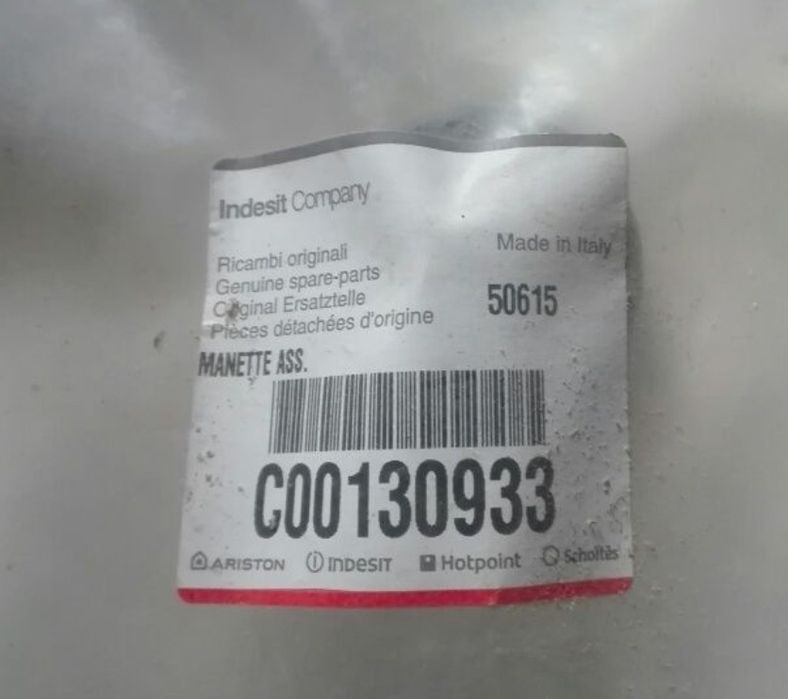 Indesit Company
Made in Italy
Ricambi originali
Genuine spare-parts
Original Ersatztelle
Pièces détachées d'origine
50615
MANETTE ASS.
C00130933
ARISTON INDESIT Hotpoint Scholtès